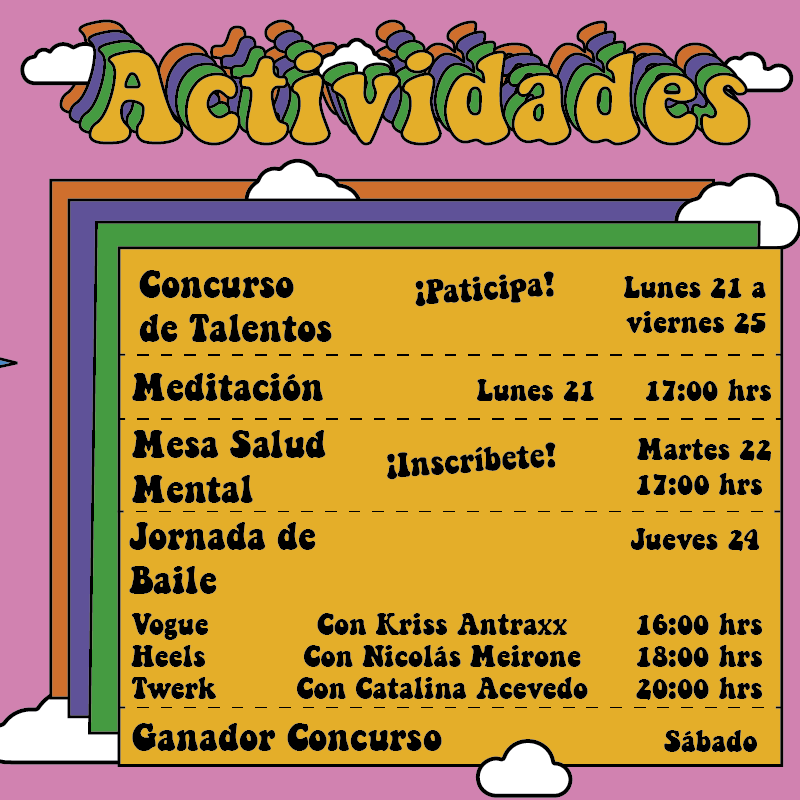 Actividades
Concurso
de Talentos
¡Paticipa!
Lunes 21 a
viernes 25
Meditación
Lunes 21
17:00 hrs
Mesa Salud
Mental
¡Inscríbete!
Martes 22
17:00 hrs
Jornada de
Baile
Jueves 24
Vogue Con Kriss Antraxx 16:00 hrs
Heels Con Nicolás Meirone 18:00 hrs
Twerk Con Catalina Acevedo 20:00 hrs
Ganador Concurso Sábado